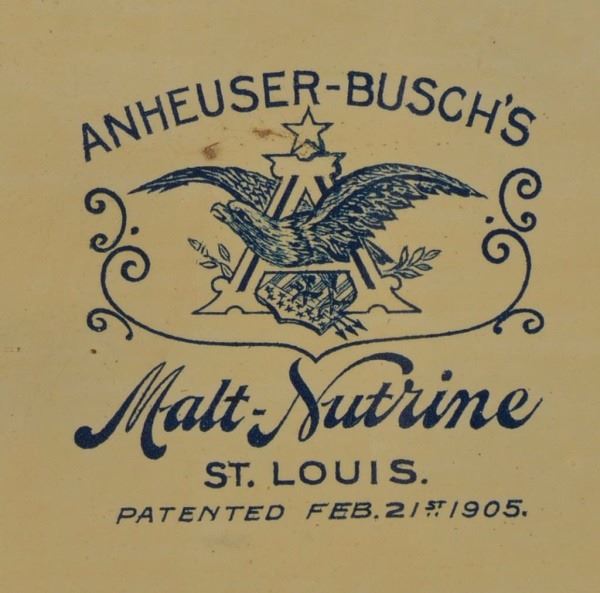 ANHEUSER-BUSCH'S
Malt-Nutrine
ST. LOUIS.
PATENTED FEB. 21ST 1905.